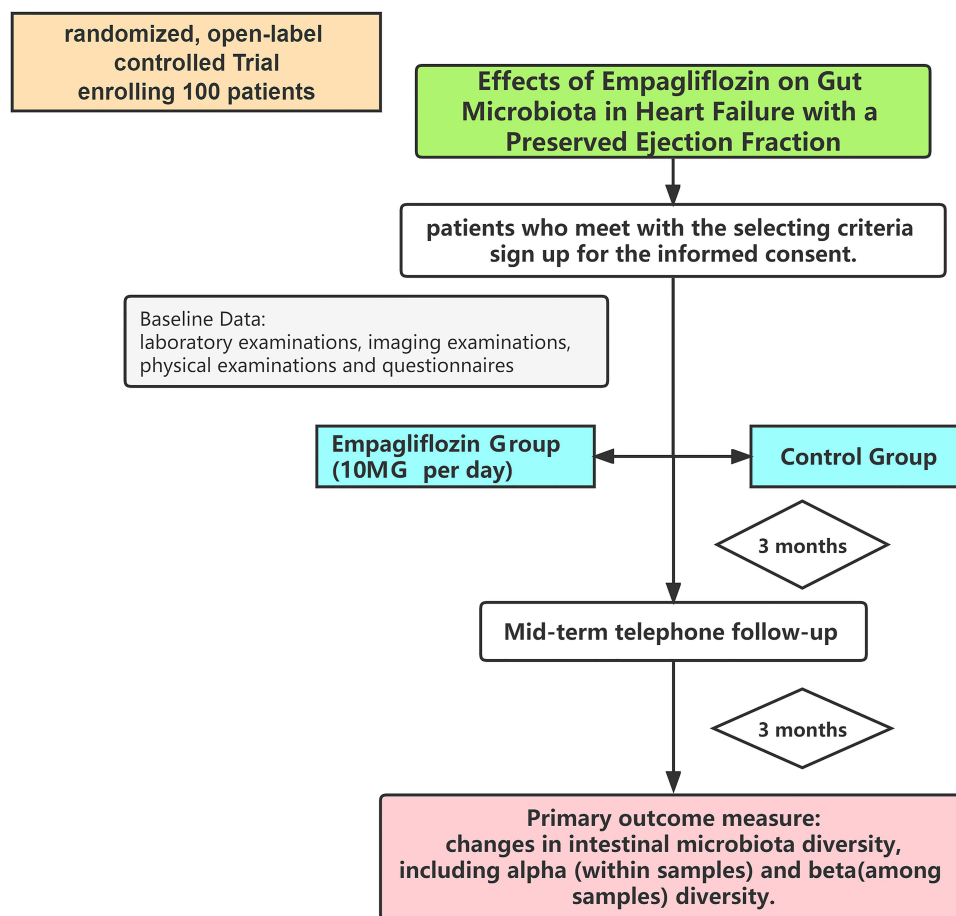 randomized, open-label
controlled Trial
enrolling 100 patients
Effects of Empagliflozin on Gut
Microbiota in Heart Failure with a
Preserved Ejection Fraction
patients who meet with the selecting criteria
sign up for the informed consent.
Baseline Data:
laboratory examinations, imaging examinations,
physical examinations and questionnaires
Empagliflozin Group
(10MG per day)
Control Group
3 months
Mid-term telephone follow-up
3 months
Primary outcome measure:
changes in intestinal microbiota diversity,
including alpha (within samples) and beta(among
samples) diversity.